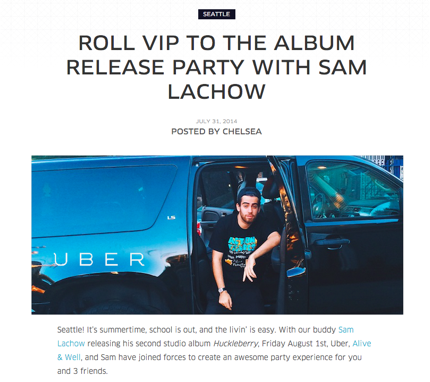 SEATTLE
ROLL VIP TO THE ALBUM
RELEASE PARTY WITH SAM
LACHOW
JULY 31, 2014
POSTED BY CHELSEA
LS
UBER
Seattle! It's summertime, school is out, and the livin' is easy. With our buddy Sam
Lachow releasing his second studio album Huckleberry, Friday August 1st, Uber, Alive
& Well, and Sam have joined forces to create an awesome party experience for you
and 3 friends.